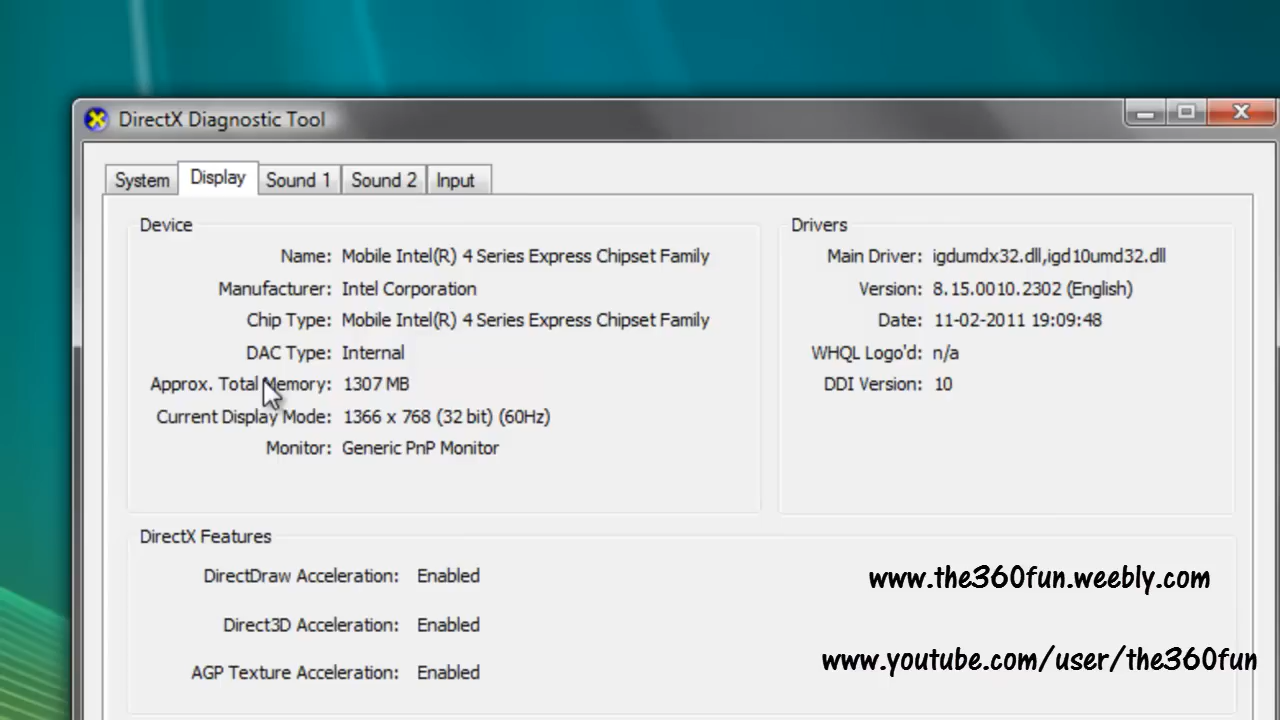 DirectX Diagnostic Tool
System Display Sound 1 Sound 2 Input
Device
Name: Mobile Intel(R) 4 Series Express Chipset Family
Manufacturer: Intel Corporation
Chip Type: Mobile Intel(R) 4 Series Express Chipset Family
DAC Type: Internal
Approx. Total Memory: 1307 MB
Current Display Mode: 1366 x 768 (32 bit) (60Hz)
Monitor: Generic PnP Monitor
Drivers
Main Driver: igdumdx32.dll,igd10umd32.dll
Version: 8.15.0010.2302 (English)
Date: 11-02-2011 19:09:48
WHQL Logo'd: n/a
DDI Version: 10
DirectX Features
DirectDraw Acceleration: Enabled
Direct3D Acceleration: Enabled
AGP Texture Acceleration: Enabled
www.the360fun.weebly.com
www.youtube.com/user/the360fun